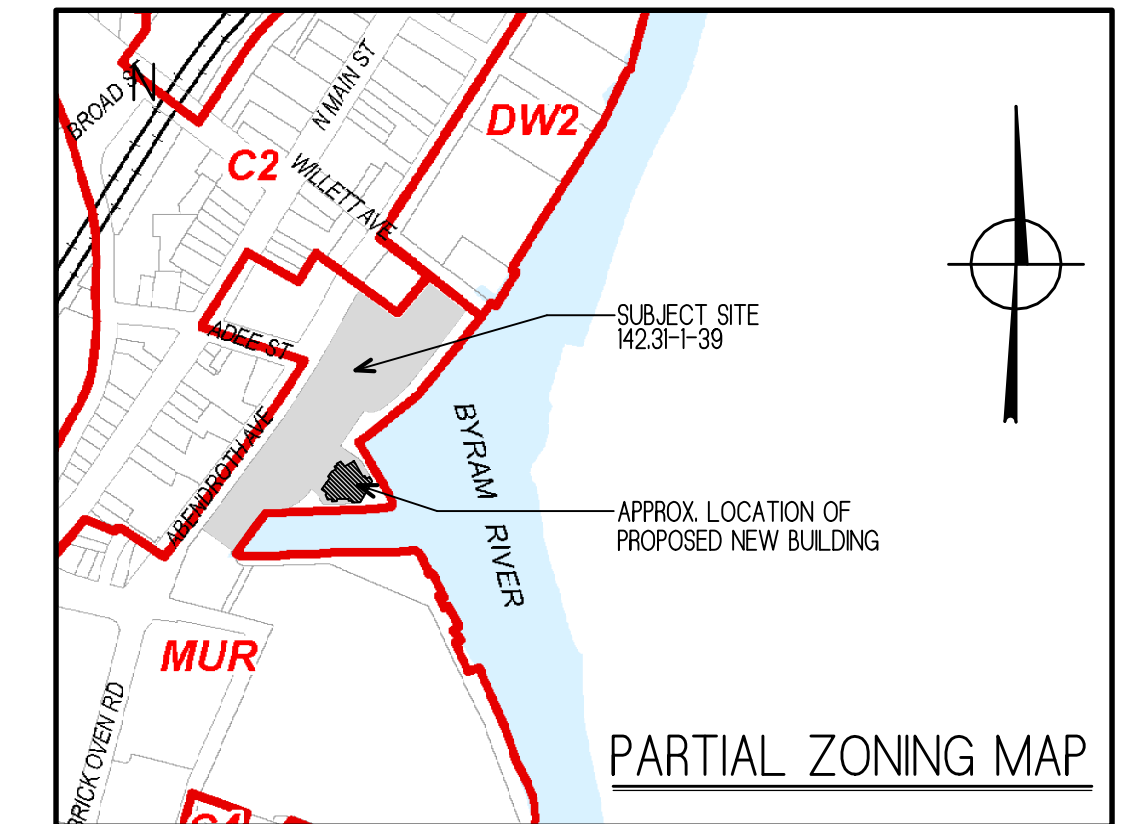 BROAD ST
N
N MAIN ST
DW2
C2
WILLETT AVE
SUBJECT SITE
142.31-1-39
ADEE ST
ABENDROTH AVE
BYRAM RIVER
APPROX. LOCATION OF
PROPOSED NEW BUILDING
MUR
BRICK OVEN RD
PARTIAL ZONING MAP
C4